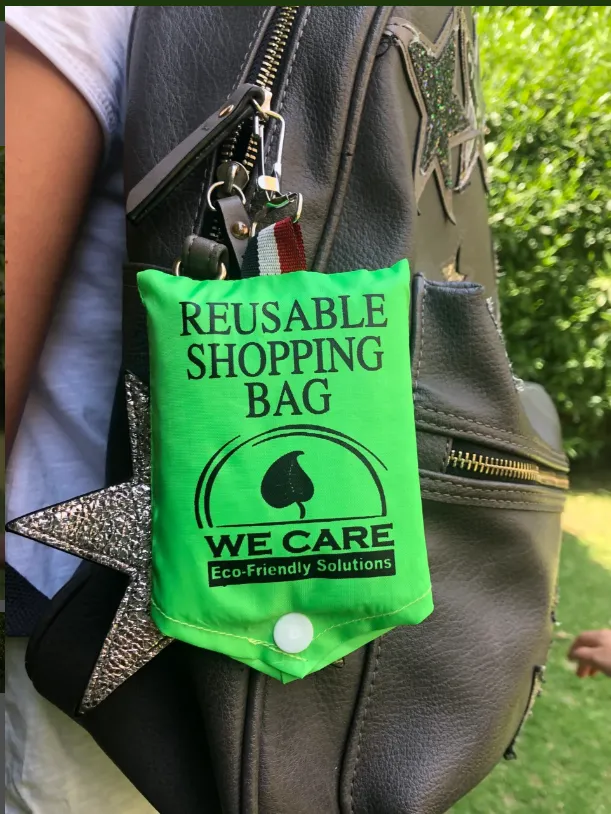 REUSABLE
SHOPPING
BAG
WE CARE
Eco-Friendly Solutions